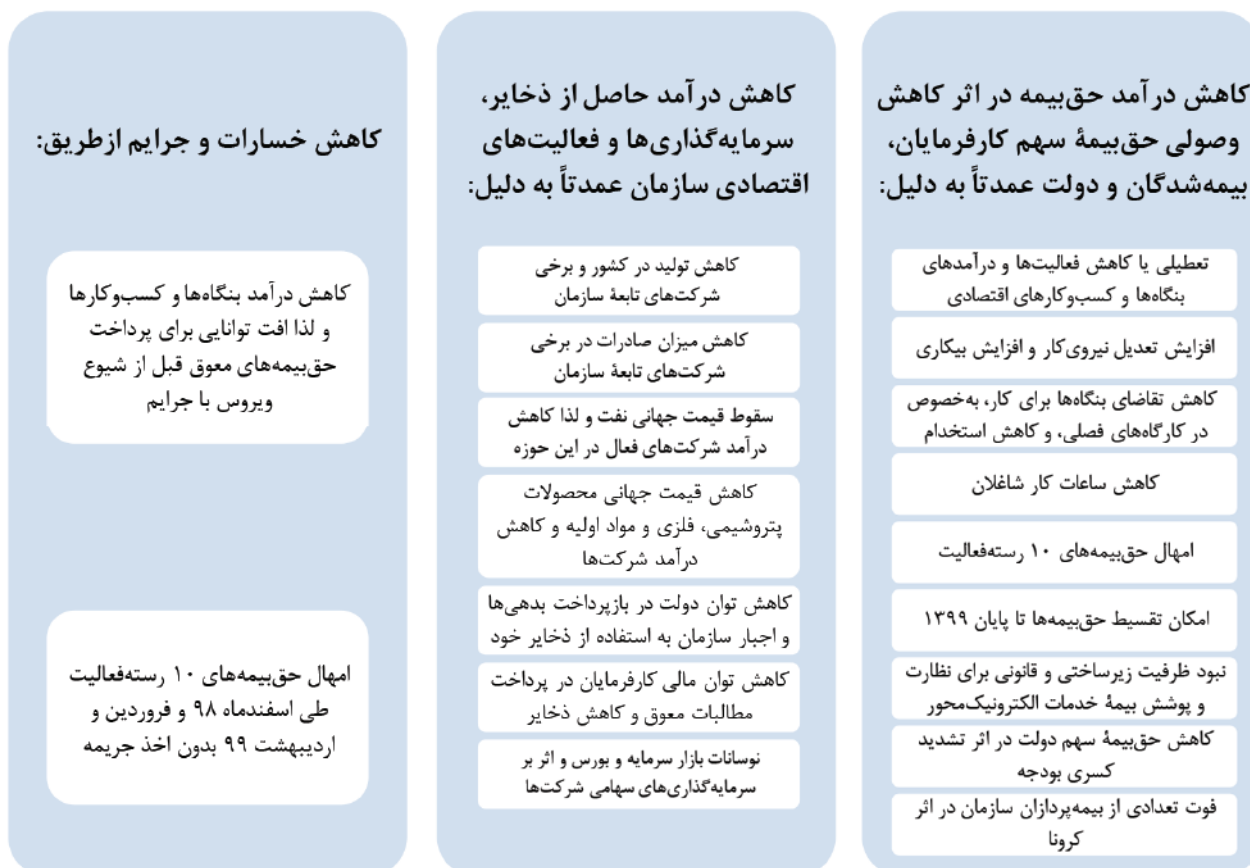 کاهش درآمد حق‌بیمه در اثر کاهش
وصولی حق‌بیمهٔ سهم کارفرمایان،
بیمه‌شدگان و دولت عمدتاً به دلیل:
تعطیلی یا کاهش فعالیت‌ها و درآمدهای
بنگاه‌ها و کسب‌وکارهای اقتصادی
افزایش تعدیل نیروی‌کار و افزایش بیکاری
کاهش تقاضای بنگاه‌ها برای کار، به‌خصوص
در کارگاه‌های فصلی، و کاهش استخدام
کاهش ساعات کار شاغلان
امهال حق‌بیمه‌های ۱۰ رسته‌فعالیت
امکان تقسیط حق‌بیمه‌ها تا پایان ۱۳۹۹
نبود ظرفیت زیرساختی و قانونی برای نظارت
و پوشش بیمهٔ خدمات الکترونیک‌محور
کاهش حق‌بیمهٔ سهم دولت در اثر تشدید
کسری بودجه
فوت تعدادی از بیمه‌پردازان سازمان در اثر
کرونا
کاهش درآمد حاصل از ذخایر،
سرمایه‌گذاری‌ها و فعالیت‌های
اقتصادی سازمان عمدتاً به دلیل:
کاهش تولید در کشور و برخی
شرکت‌های تابعهٔ سازمان
کاهش میزان صادرات در برخی
شرکت‌های تابعهٔ سازمان
سقوط قیمت جهانی نفت و لذا کاهش
درآمد شرکت‌های فعال در این حوزه
کاهش قیمت جهانی محصولات
پتروشیمی، فلزی و مواد اولیه و کاهش
درآمد شرکت‌ها
کاهش توان دولت در بازپرداخت بدهی‌ها
و اجبار سازمان به استفاده از ذخایر خود
کاهش توان مالی کارفرمایان در پرداخت
مطالبات معوق و کاهش ذخایر
نوسانات بازار سرمایه و بورس و اثر بر
سرمایه‌گذاری‌های سهامی شرکت‌ها
کاهش خسارات و جرایم ازطریق:
کاهش درآمد بنگاه‌ها و کسب‌وکارها
و لذا افت توانایی برای پرداخت
حق‌بیمه‌های معوق قبل از شیوع
ویروس با جرایم
امهال حق‌بیمه‌های ۱۰ رسته‌فعالیت
طی اسفندماه ۹۸ و فروردین و
اردیبهشت ۹۹ بدون اخذ جریمه